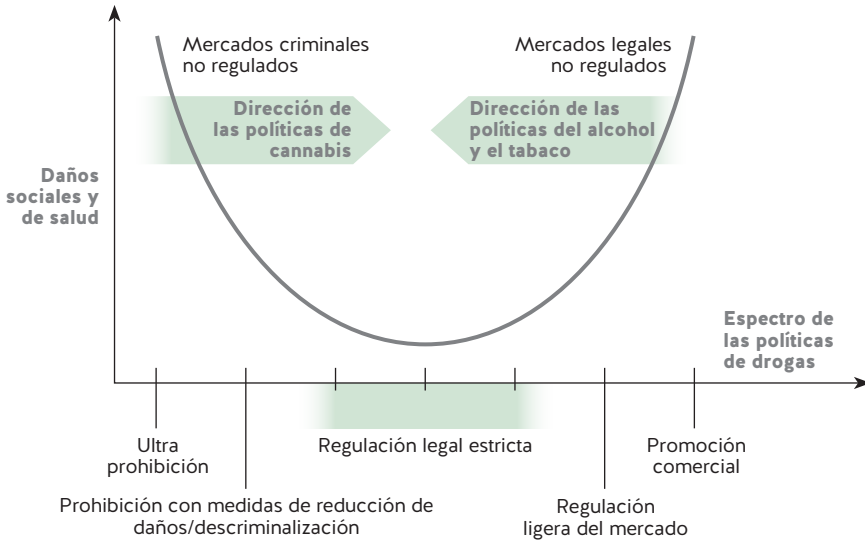 Mercados criminales
no regulados
Mercados legales
no regulados
Dirección de
las políticas de
cannabis
Dirección de las
políticas del alcohol
y el tabaco
Daños
sociales y
de salud
Espectro de
las políticas
de drogas
Ultra
prohibición
Regulación legal estricta
Promoción
comercial
Prohibición con medidas de reducción de
daños/descriminalización
Regulación
ligera del mercado